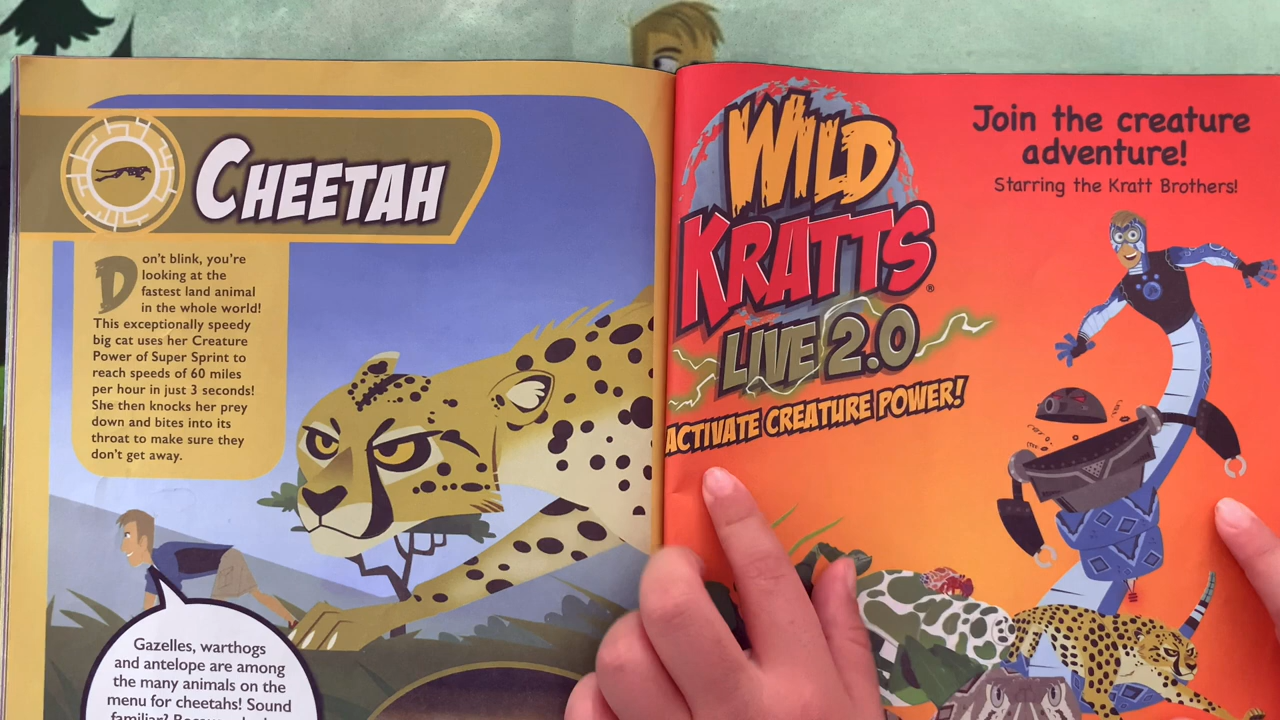 CHEETAH
Don't blink, you're
looking at the
fastest land animal
in the whole world!
This exceptionally speedy
big cat uses her Creature
Power of Super Sprint to
reach speeds of 60 miles
per hour in just 3 seconds!
She then knocks her prey
down and bites into its
throat to make sure they
don't get away.
Gazelles, warthogs
and antelope are among
the many animals on the
menu for cheetahs! Sound
familiar?
WILD
KRATTS®
LIVE 2.0
ACTIVATE CREATURE POWER!
Join the creature
adventure!
Starring the Kratt Brothers!